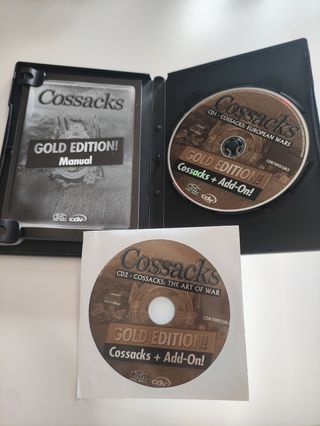 Cossacks
GOLD EDITION!
Manual
cdv
Cossacks
CD1 - COSSACKS: EUROPEAN WARS
GOLD EDITION!
Cossacks + Add-On!
cdv
Cossacks
CD2 - COSSACKS: THE ART OF WAR
GOLD EDITION!
Cossacks + Add-On!
cdv